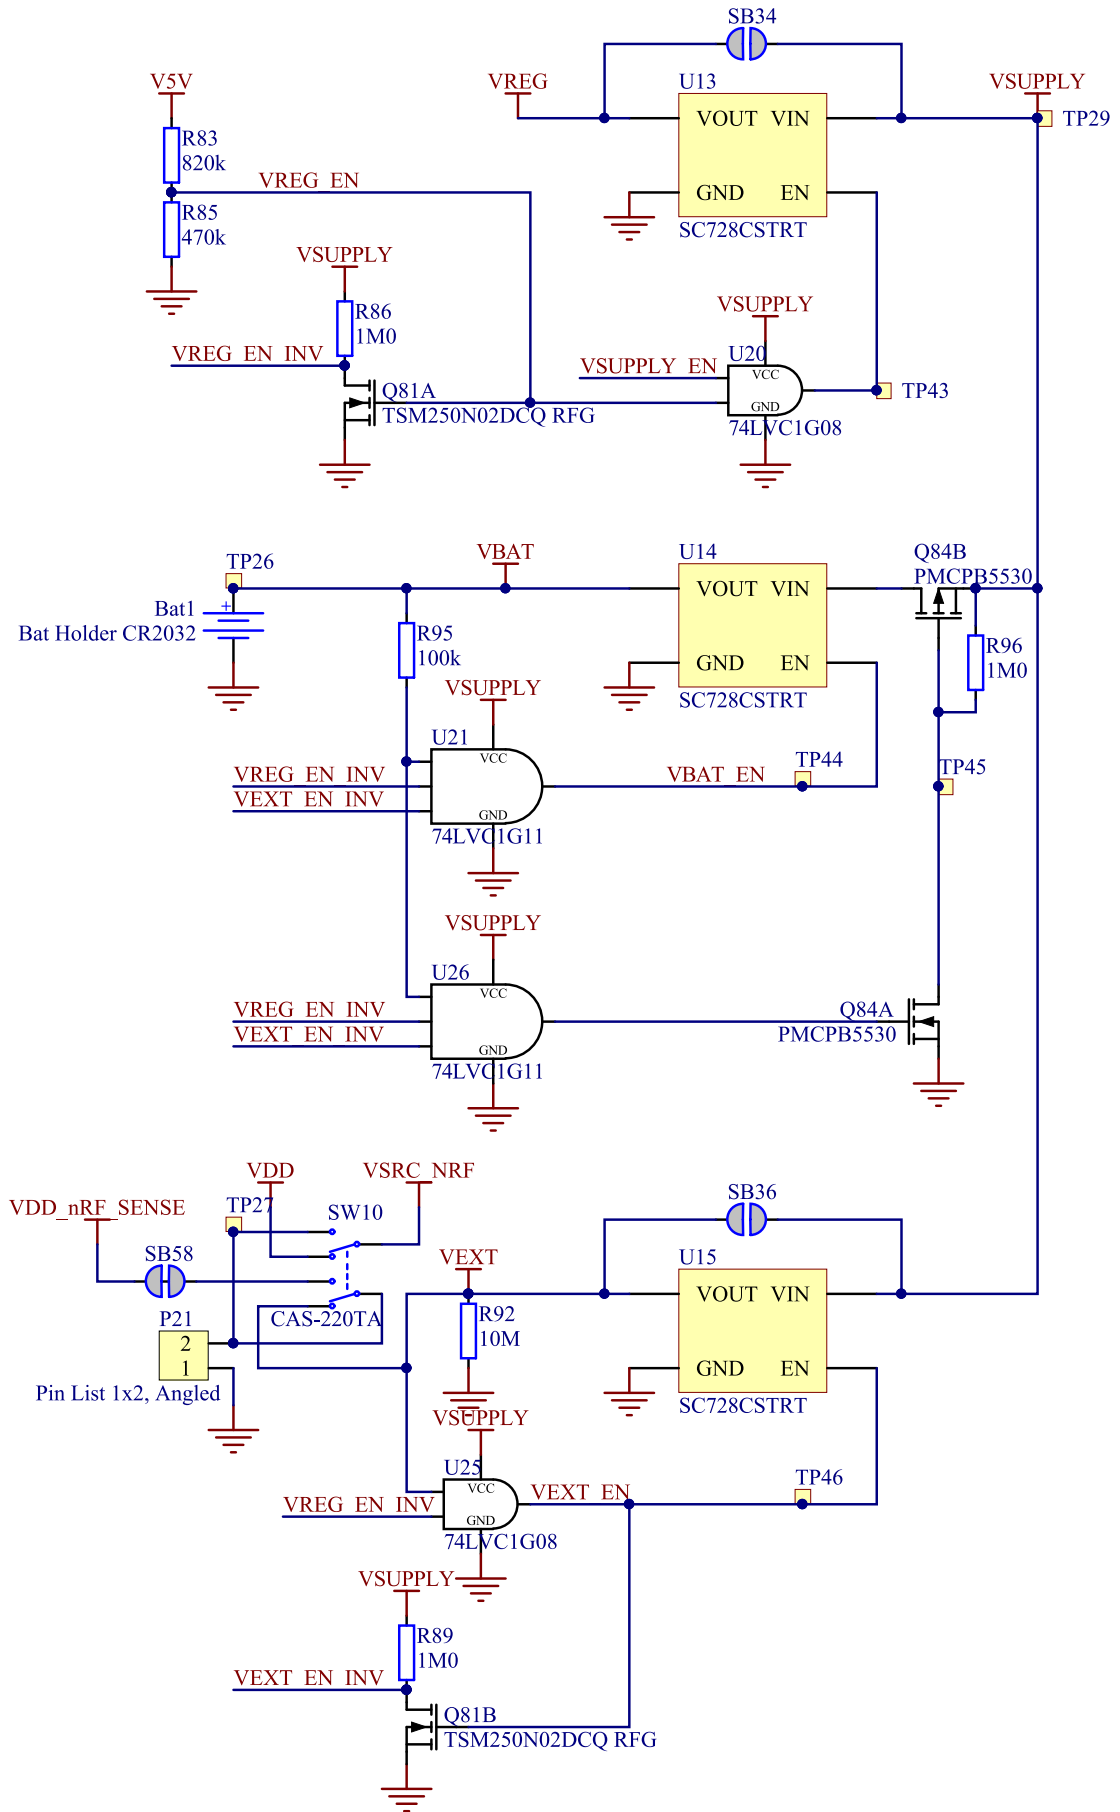 SB34
V5V
VREG
U13
VSUPPLY
VOUT VIN
TP29
R83
820k
VREG_EN
GND EN
R85
470k
SC728CSTRT
VSUPPLY
VSUPPLY
R86
1M0
VREG_EN_INV
U20
VCC
VSUPPLY_EN
Q81A
TP43
GND
TSM250N02DCQ RFG
74LVC1G08
TP26
VBAT
U14
Q84B
PMCPB5530
VOUT VIN
Bat1
+
Bat Holder CR2032
R95
100k
R96
1M0
GND EN
VSUPPLY
SC728CSTRT
U21
VCC
TP44
TP45
VREG_EN_INV
VBAT_EN
VEXT_EN_INV
GND
74LVC1G11
VSUPPLY
U26
VCC
VREG_EN_INV
Q84A
VEXT_EN_INV
PMCPB5530
GND
74LVC1G11
VDD
VSRC_NRF
SB36
VDD_nRF_SENSE
TP27
SW10
SB58
VEXT
U15
VOUT VIN
P21
CAS-220TA
R92
10M
2
1
GND EN
Pin List 1x2, Angled
SC728CSTRT
VSUPPLY
U25
VCC
TP46
VREG_EN_INV
VEXT_EN
GND
74LVC1G08
VSUPPLY
R89
1M0
VEXT_EN_INV
Q81B
TSM250N02DCQ RFG